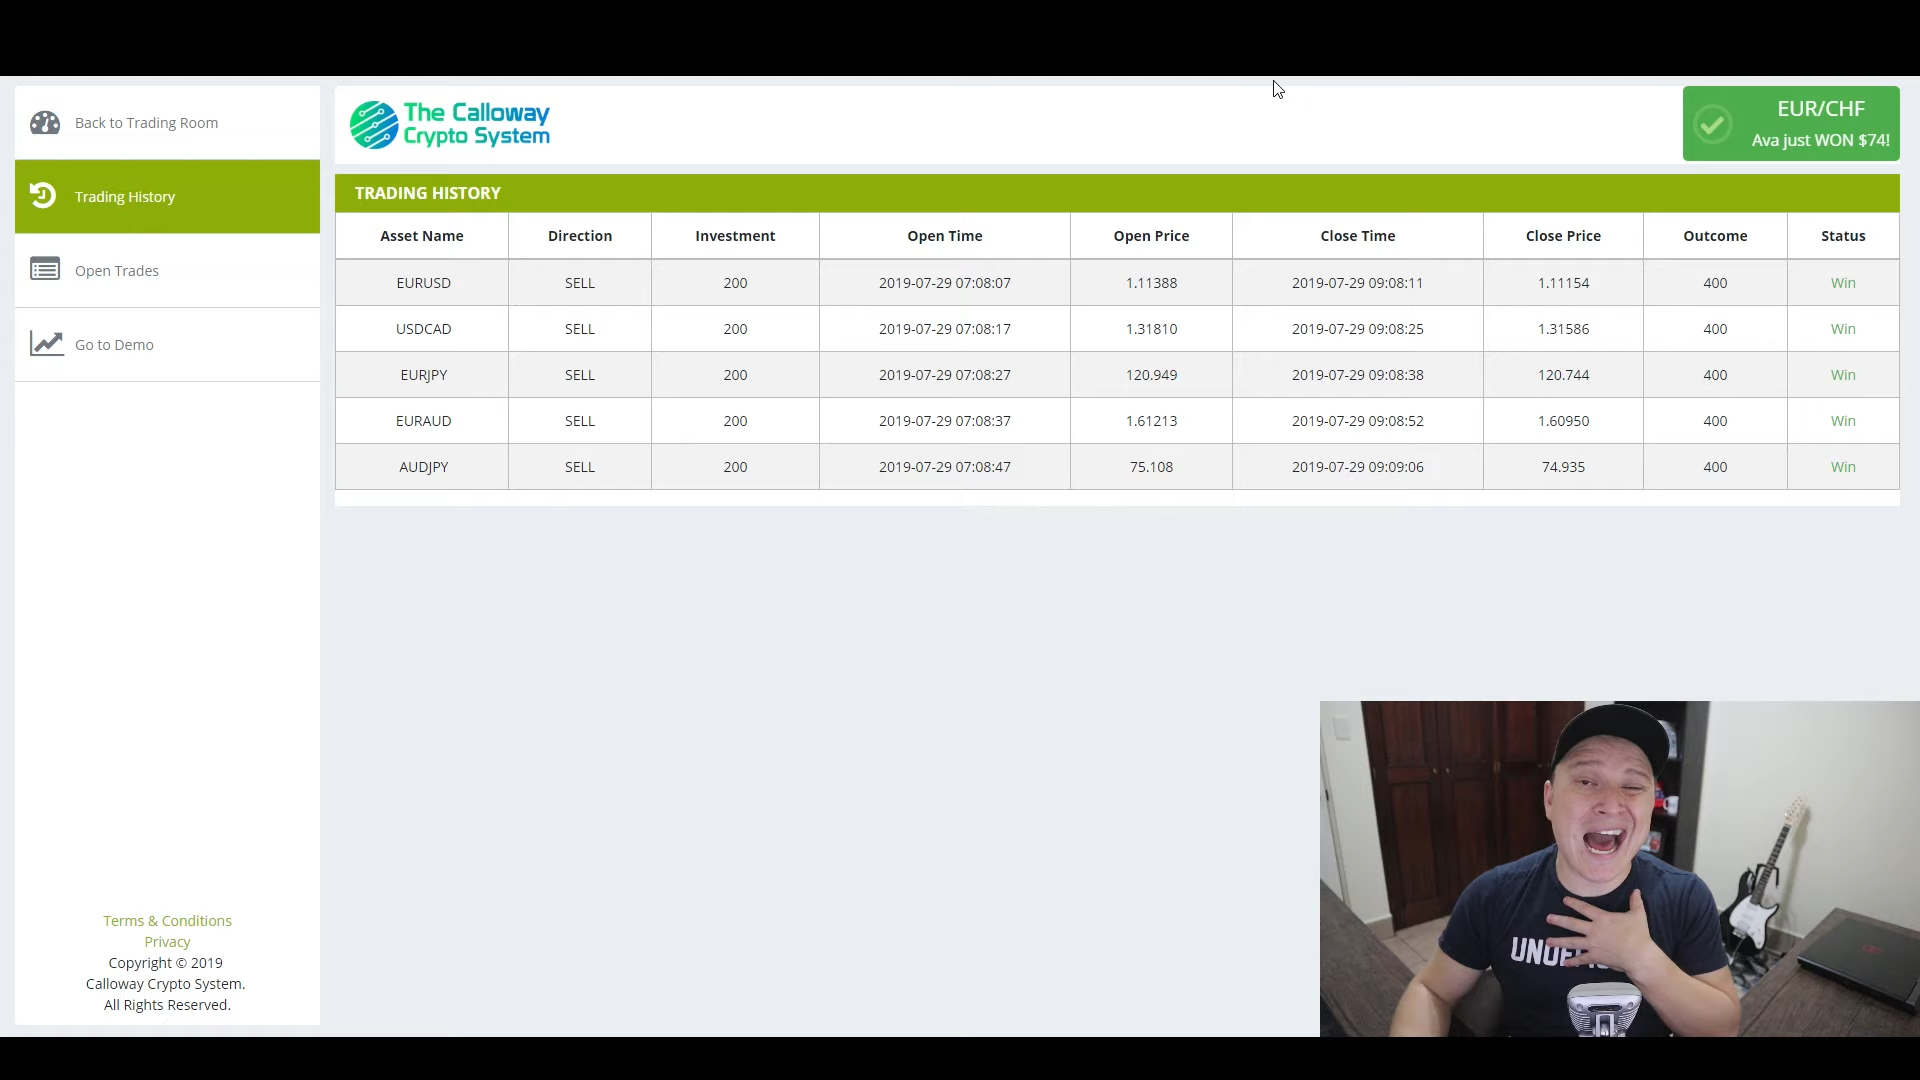 Back to Trading Room
Trading History
Open Trades
Go to Demo
The Calloway
Crypto System
EUR/CHF
Ava just WON $74!
TRADING HISTORY
Asset Name Direction Investment Open Time Open Price Close Time Close Price Outcome Status
EURUSD SELL 200 2019-07-29 07:08:07 1.11388 2019-07-29 09:08:11 1.11154 400 Win
USDCAD SELL 200 2019-07-29 07:08:17 1.31810 2019-07-29 09:08:25 1.31586 400 Win
EURJPY SELL 200 2019-07-29 07:08:27 120.949 2019-07-29 09:08:38 120.744 400 Win
EURAUD SELL 200 2019-07-29 07:08:37 1.61213 2019-07-29 09:08:52 1.60950 400 Win
AUDJPY SELL 200 2019-07-29 07:08:47 75.108 2019-07-29 09:09:06 74.935 400 Win
Terms & Conditions
Privacy
Copyright © 2019
Calloway Crypto System.
All Rights Reserved.